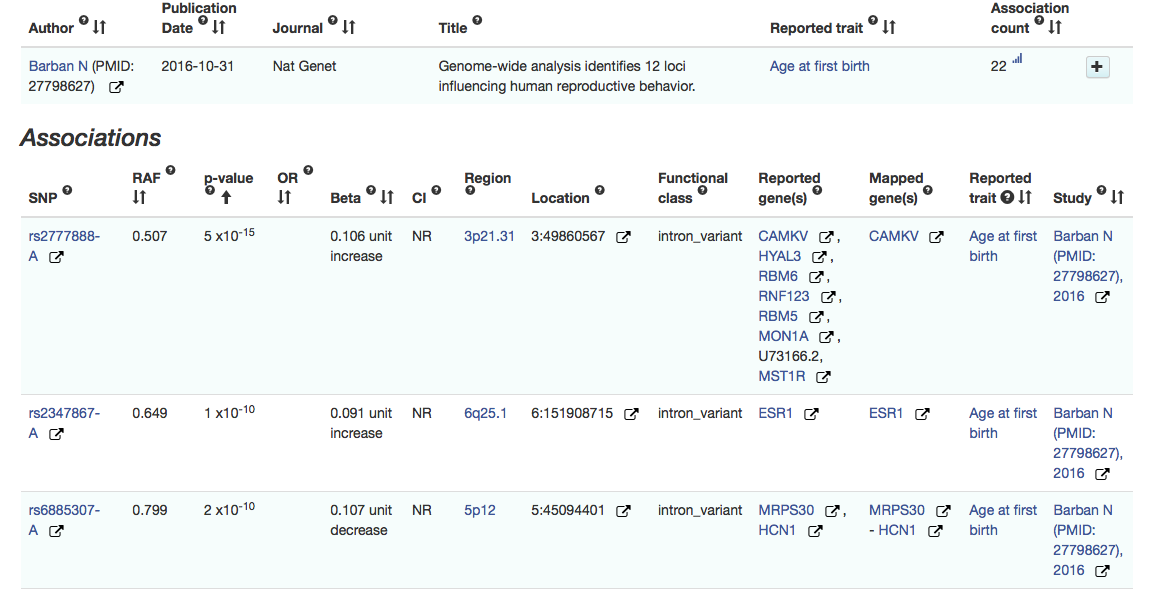 Author ? Publication Date ? Journal ? Title ? Reported trait ? Association count ?
Barban N (PMID: 2016-10-31 Nat Genet Genome-wide analysis identifies 12 loci Age at first birth 22 +
27798627) influencing human reproductive behavior.
Associations
SNP ? RAF ? p-value ? OR ? Beta ? CI ? Region ? Location ? Functional class ? Reported gene(s) ? Mapped gene(s) ? Reported trait ? Study ?
rs2777888- 0.507 5 x10-15 0.106 unit NR 3p21.31 3:49860567 intron_variant CAMKV , CAMKV Age at first Barban N
A increase HYAL3 , birth (PMID:
RBM6 , 27798627),
RNF123 , 2016
RBM5 ,
MON1A ,
U73166.2,
MST1R
rs2347867- 0.649 1 x10-10 0.091 unit NR 6q25.1 6:151908715 intron_variant ESR1 ESR1 Age at first Barban N
A increase birth (PMID:
27798627),
2016
rs6885307- 0.799 2 x10-10 0.107 unit NR 5p12 5:45094401 intron_variant MRPS30 , MRPS30 Age at first Barban N
A decrease HCN1 - HCN1 birth (PMID:
27798627),
2016